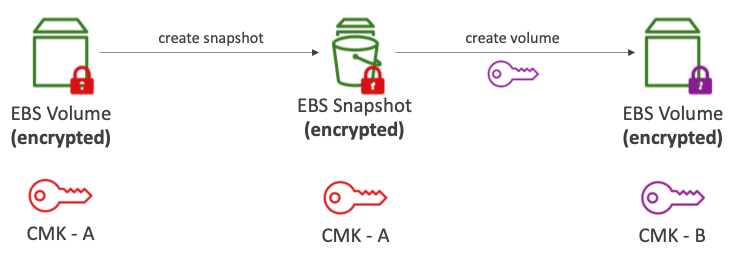 create snapshot
create volume
EBS Volume
(encrypted)
EBS Snapshot
(encrypted)
EBS Volume
(encrypted)
CMK - A
CMK - A
CMK - B